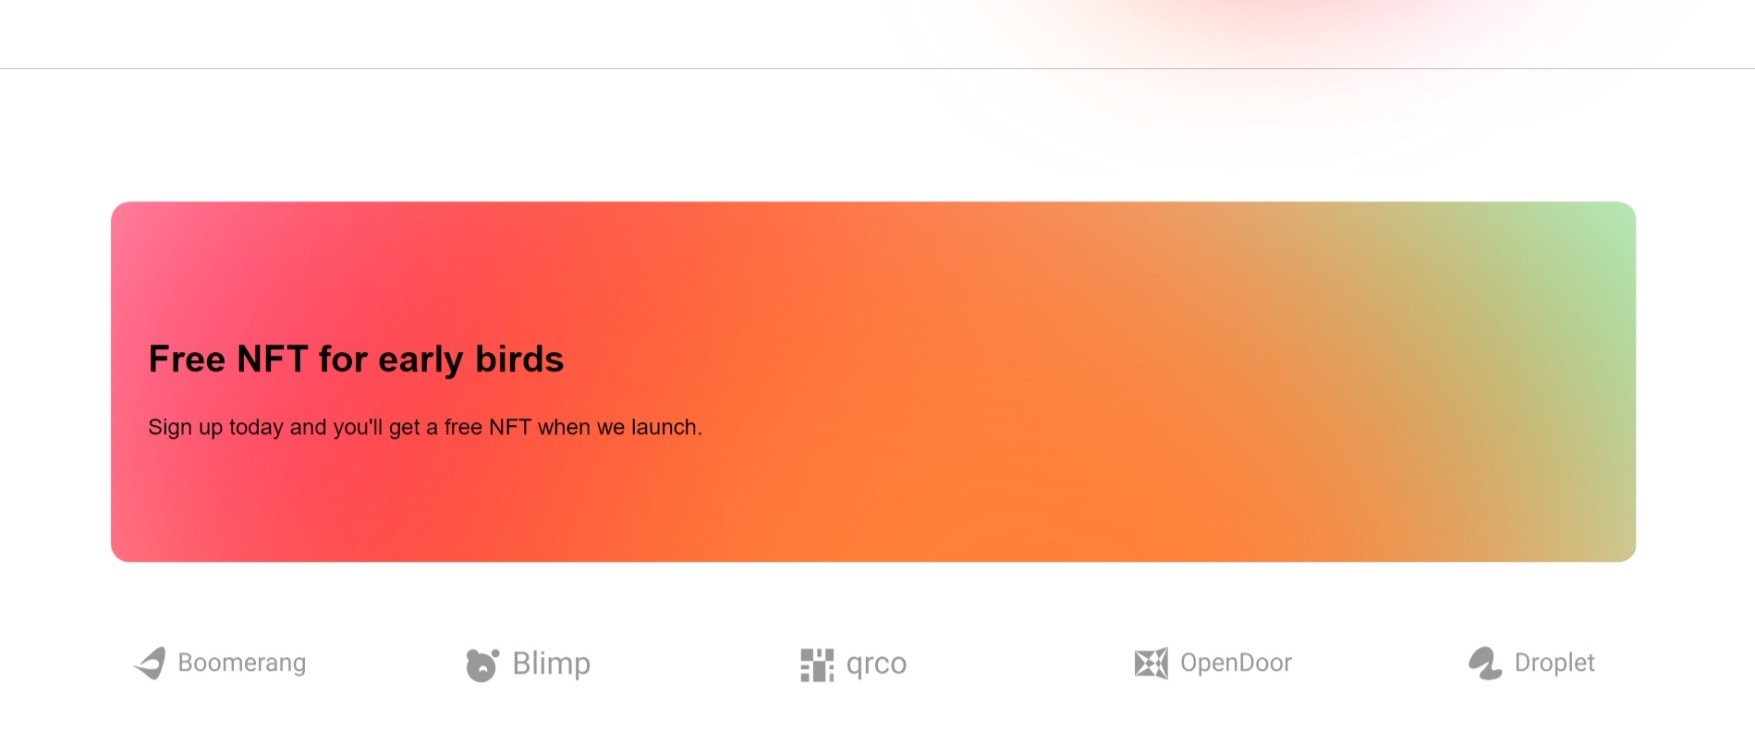 Free NFT for early birds
Sign up today and you'll get a free NFT when we launch.
Boomerang Blimp qrco OpenDoor Droplet